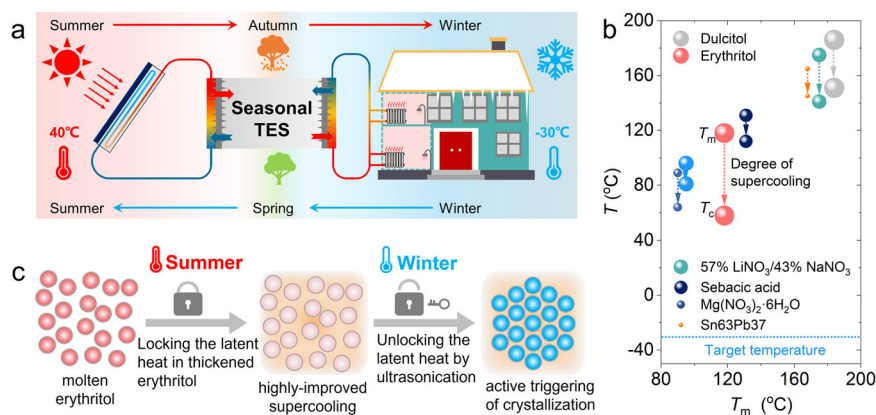 a
Summer
Autumn
Winter
Seasonal
TES
40℃
-30℃
Summer
Spring
Winter
b
200
160
120
80
40
0
-40
T (°C)
Dulcitol
Erythritol
Tm
Degree of
supercooling
Tc
57% LiNO₃/43% NaNO₃
Sebacic acid
Mg(NO₃)₂·6H₂O
Sn63Pb37
Target temperature
80
120
160
200
Tm (°C)
c
Summer
Winter
Locking the latent
heat in thickened
erythritol
Unlocking the
latent heat by
ultrasonication
molten
erythritol
highly-improved
supercooling
active triggering
of crystallization